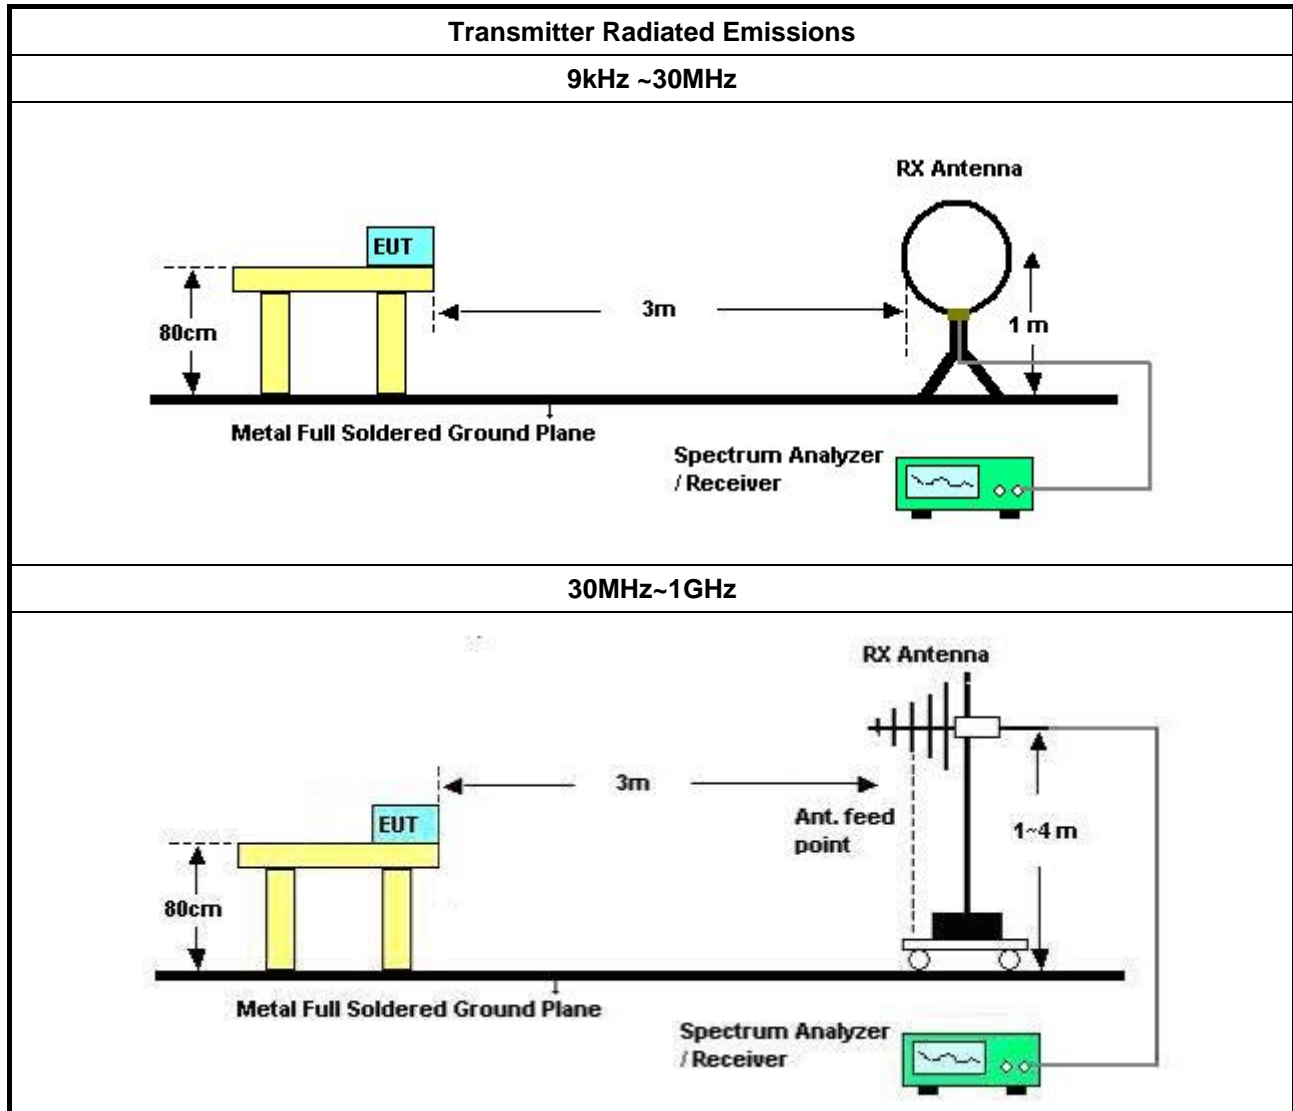 Transmitter Radiated Emissions
9kHz ~30MHz
RX Antenna
EUT
3m
80cm
1 m
Metal Full Soldered Ground Plane
Spectrum Analyzer
/ Receiver
30MHz~1GHz
RX Antenna
3m
EUT
Ant. feed
point
1~4 m
80cm
Metal Full Soldered Ground Plane
Spectrum Analyzer
/ Receiver